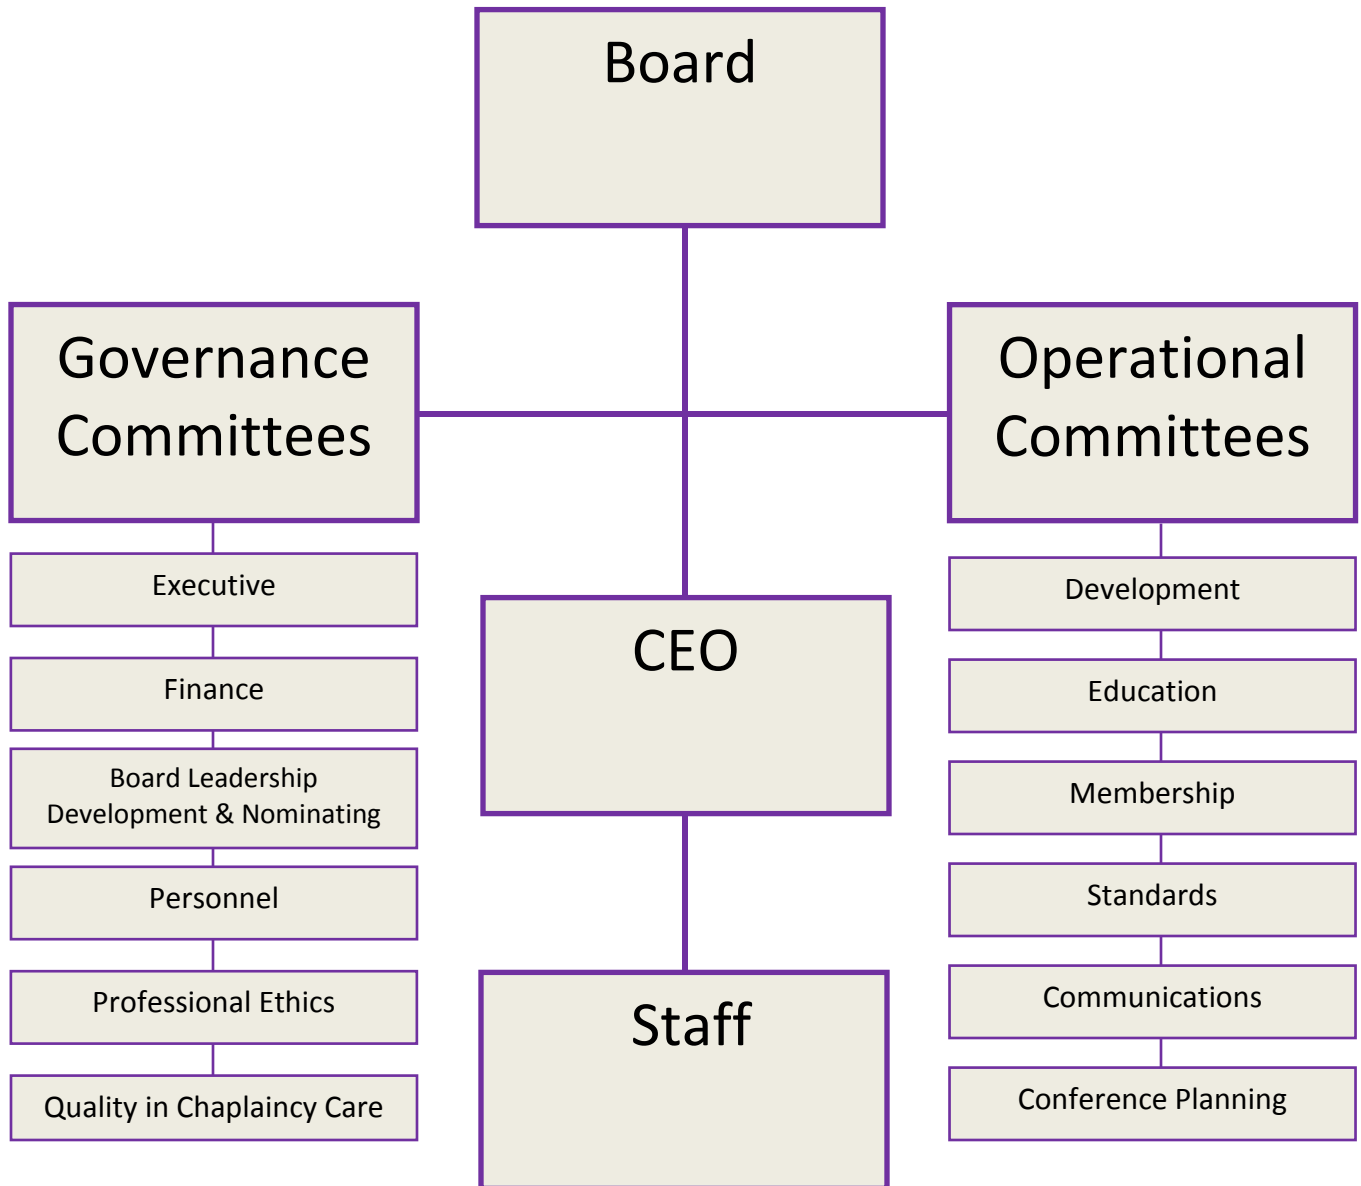 Board
Governance
Committees
Executive
Finance
Board Leadership
Development & Nominating
Personnel
Professional Ethics
Quality in Chaplaincy Care
CEO
Staff
Operational
Committees
Development
Education
Membership
Standards
Communications
Conference Planning